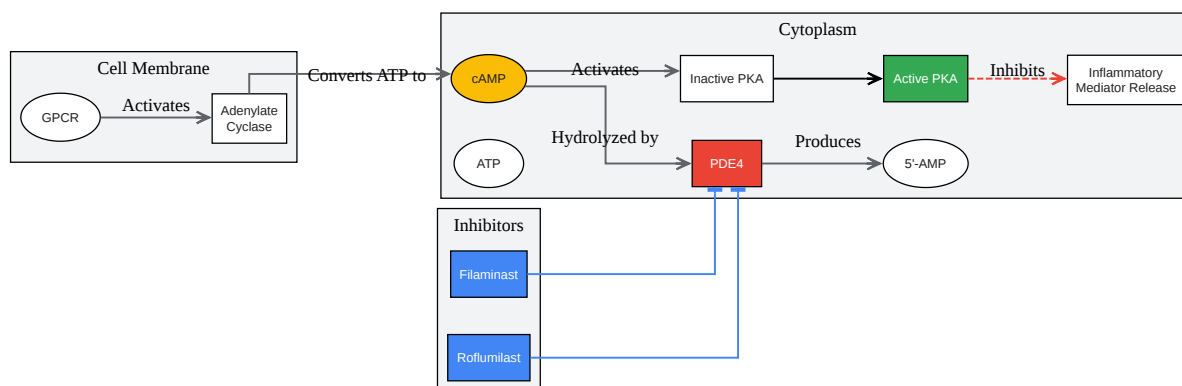 Cytoplasm
Cell Membrane
GPCR
Activates
Adenylate
Cyclase
Converts ATP to
cAMP
Activates
Inactive PKA
Active PKA
Inhibits
Inflammatory
Mediator Release
Hydrolyzed by
ATP
PDE4
Produces
5'-AMP
Inhibitors
Filaminast
Roflumilast